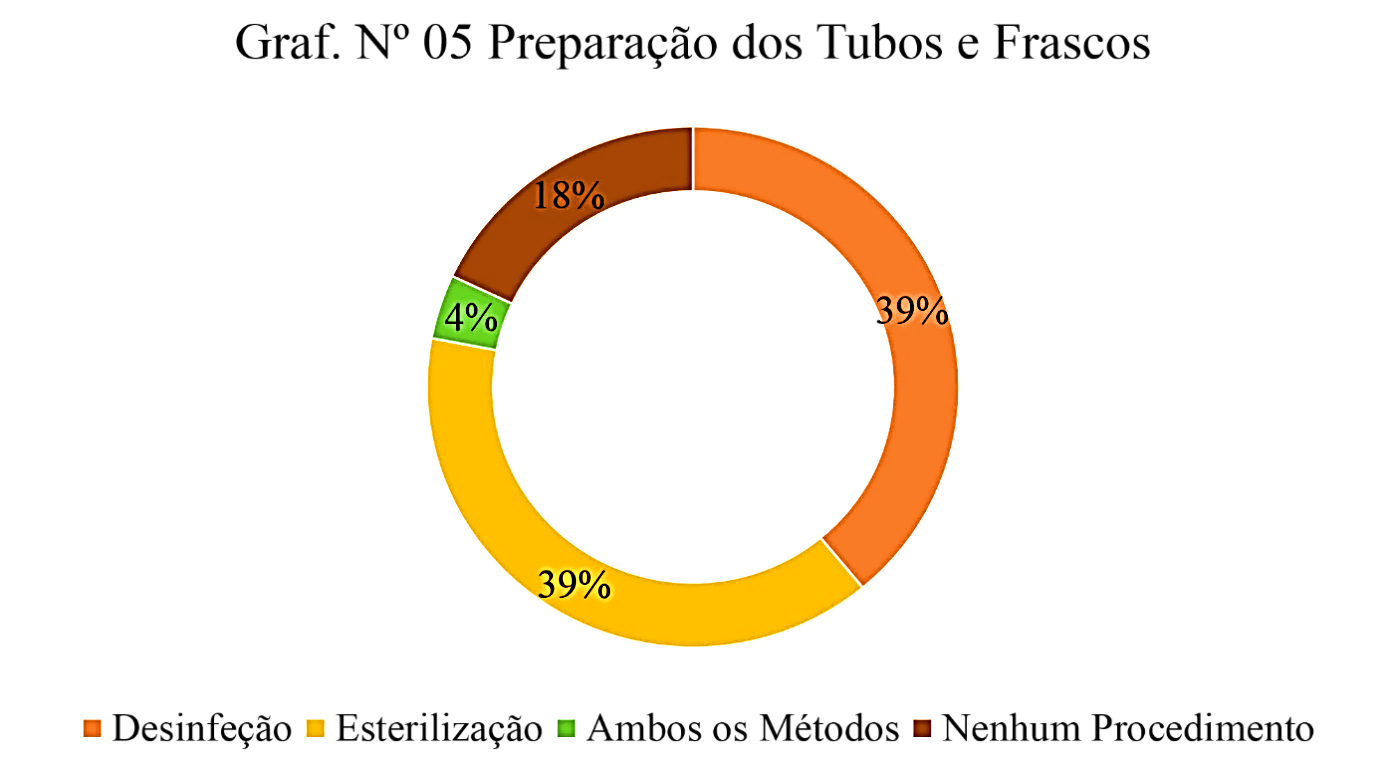 Graf. Nº 05 Preparação dos Tubos e Frascos
18%
39%
4%
39%
Desinfeção Esterilização Ambos os Métodos Nenhum Procedimento